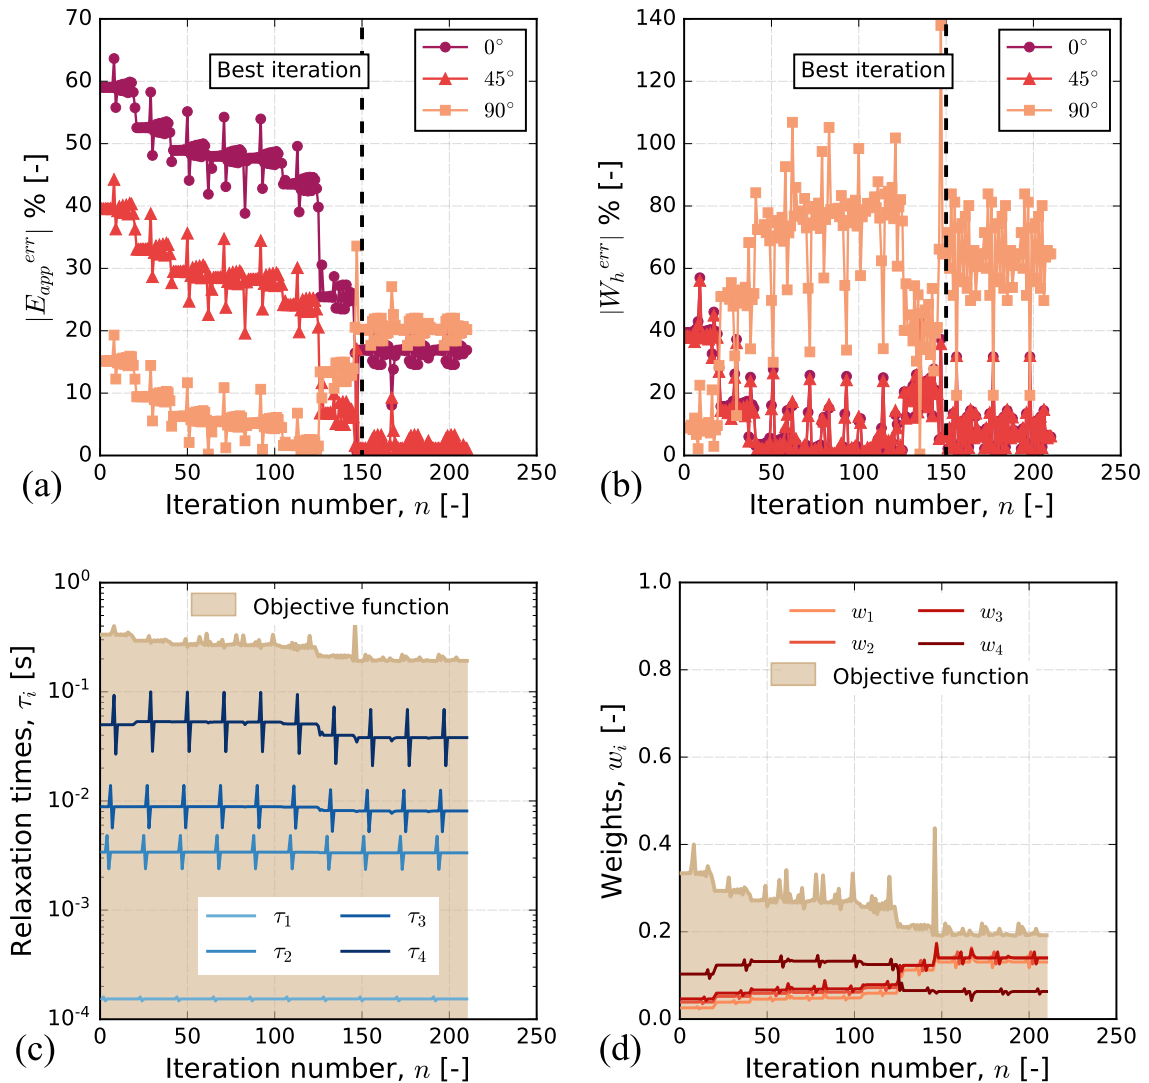 70
60
50
40
30
20
10
0
0 50 100 150 200 250
|E_app^err| % [-]
Best iteration
0°
45°
90°
(a)
Iteration number, n [-]
140
120
100
80
60
40
20
0
0 50 100 150 200 250
|W_h^err| % [-]
Best iteration
0°
45°
90°
(b)
Iteration number, n [-]
10^0
10^-1
10^-2
10^-3
10^-4
0 50 100 150 200 250
Relaxation times, τ_i [s]
Objective function
τ_1 τ_3
τ_2 τ_4
(c)
Iteration number, n [-]
1.0
0.8
0.6
0.4
0.2
0.0
0 50 100 150 200 250
Weights, w_i [-]
w_1 w_3
w_2 w_4
Objective function
(d)
Iteration number, n [-]